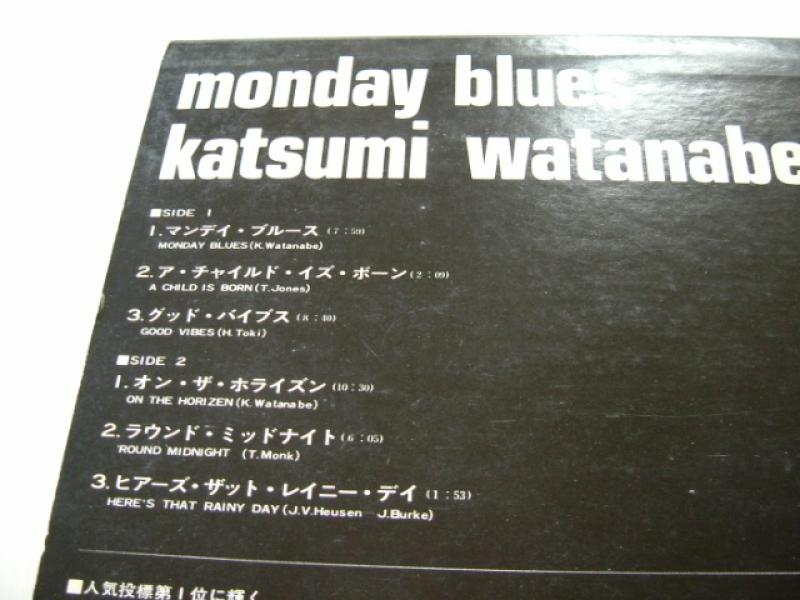 monday blues
katsumi watanabe
■SIDE 1
1.マンデイ・ブルース (7:59)
MONDAY BLUES(K.Watanabe)
2.ア・チャイルド・イズ・ボーン(2:09)
A CHILD IS BORN(T.Jones)
3.グッド・バイブス (8:40)
GOOD VIBES(H.Toki)
■SIDE 2
1.オン・ザ・ホライズン(10:30)
ON THE HORIZEN(K.Watanabe)
2.ラウンド・ミッドナイト(6:05)
'ROUND MIDNIGHT (T.Monk)
3.ヒアーズ・ザット・レイニー・デイ (1:53)
HERE'S THAT RAINY DAY(J.V.Heusen J.Burke)
■人気投標第1位に輝く